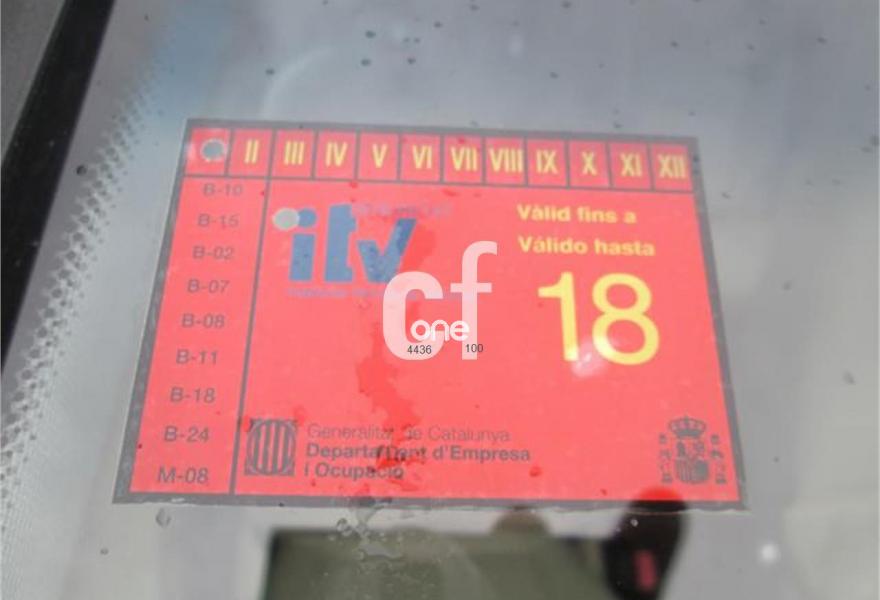 II III IV V VI VII VIII IX X XI XII
B-10
B-15
B-02
B-07
B-08
B-11
B-18
B-24
M-08
itv
Vàlid fins a
Válido hasta
18
cf
one
4436 100
Generalitat de Catalunya
Departament d'Empresa
i Ocupació